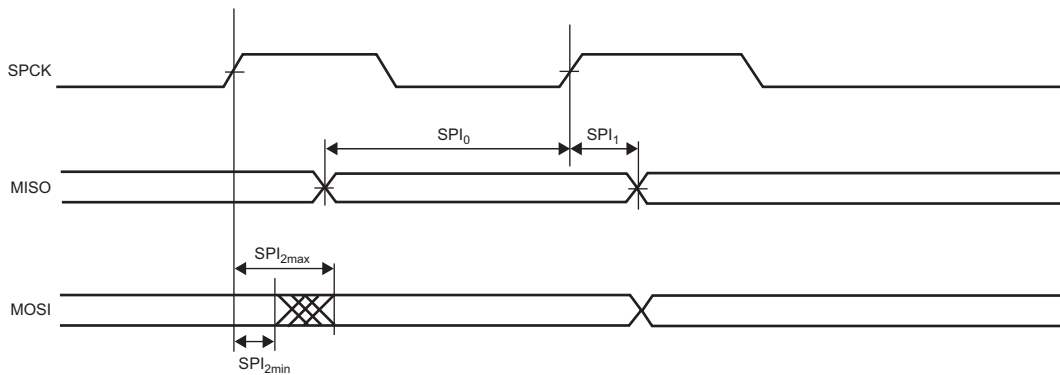 SPCK
SPI₀
SPI₁
MISO
SPI₂ₘₐₓ
MOSI
SPI₂ₘᵢₙ